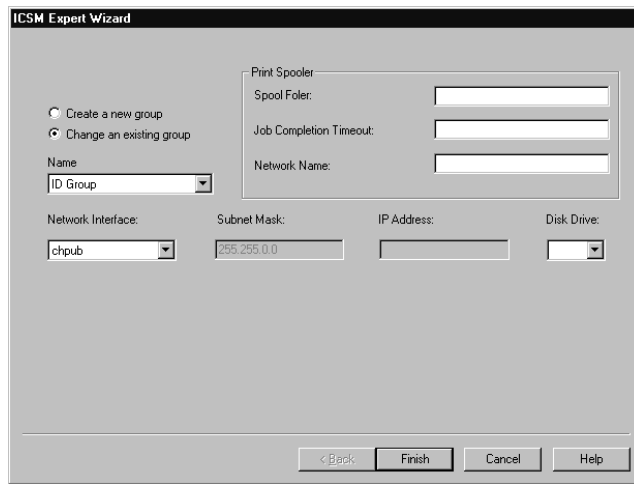 ICSM Expert Wizard
Print Spooler
Spool Foler:
Create a new group
Job Completion Timeout:
Change an existing group
Name
Network Name:
ID Group
Network Interface:
Subnet Mask:
IP Address:
Disk Drive:
chpub
255.255.0.0
< Back
Finish
Cancel
Help